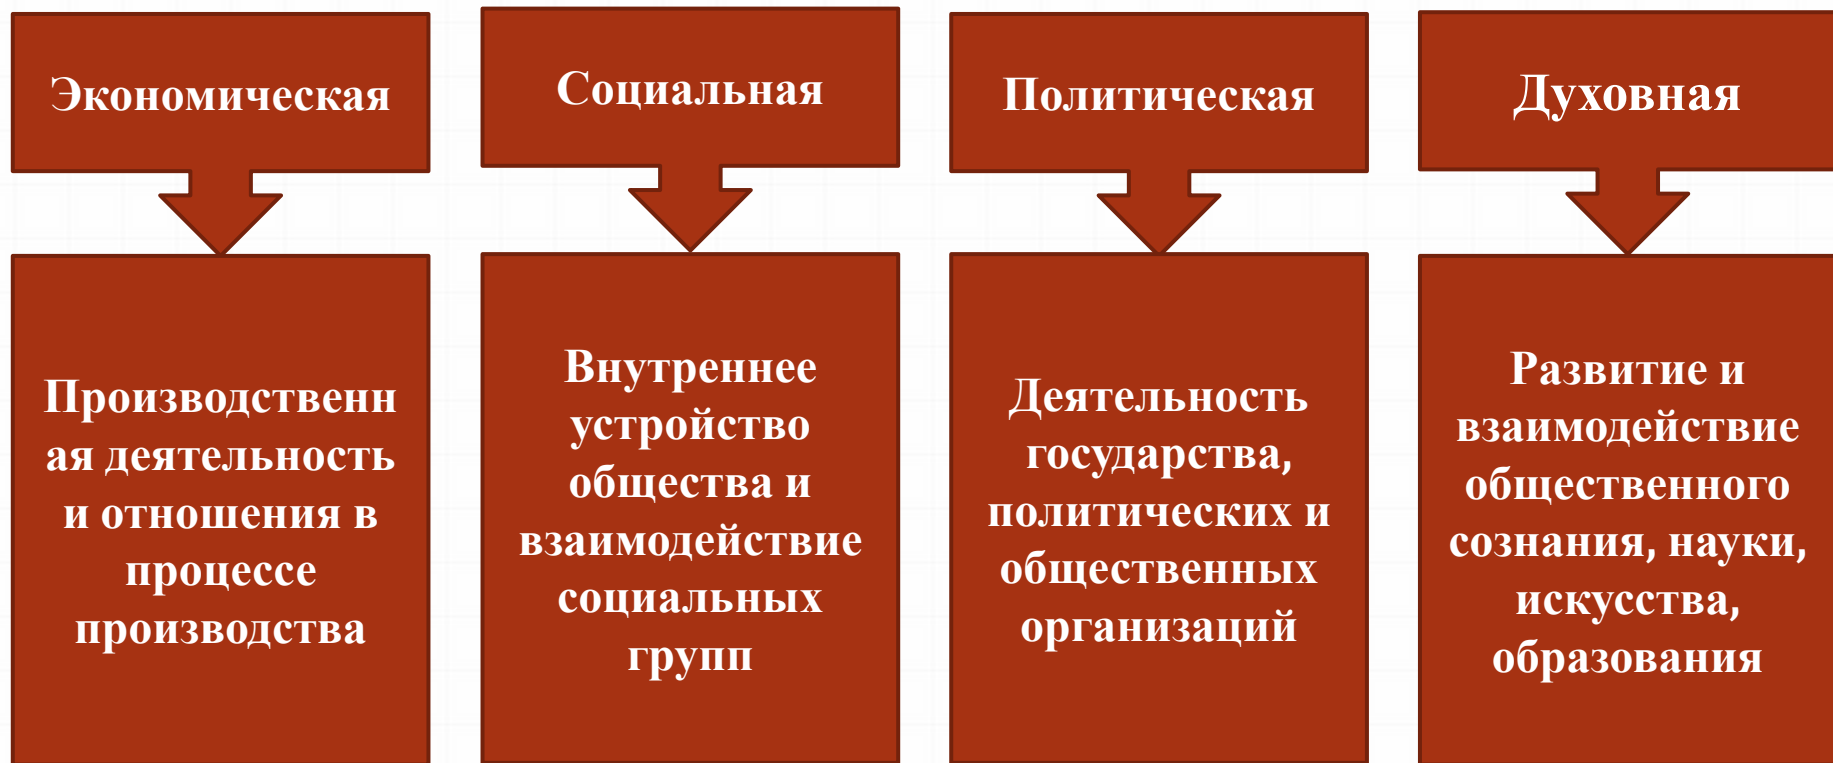 Экономическая
Социальная
Политическая
Духовная
Производственн
ая деятельность
и отношения в
процессе
производства
Внутреннее
устройство
общества и
взаимодействие
социальных
групп
Деятельность
государства,
политических и
общественных
организаций
Развитие и
взаимодействие
общественного
сознания, науки,
искусства,
образования